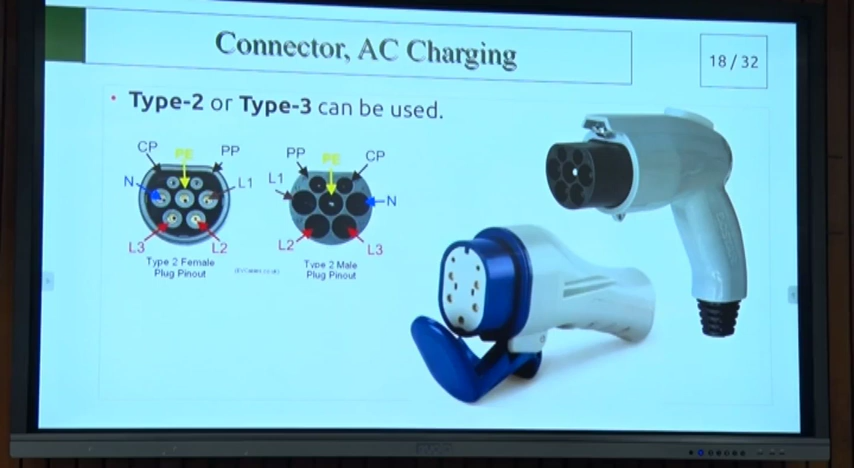 Connector, AC Charging
18 / 32
• Type-2 or Type-3 can be used.
CP PE PP
N L1
L3 L2
Type 2 Female
Plug Pinout
PP PE CP
L1 N
L2 L3
Type 2 Male
Plug Pinout